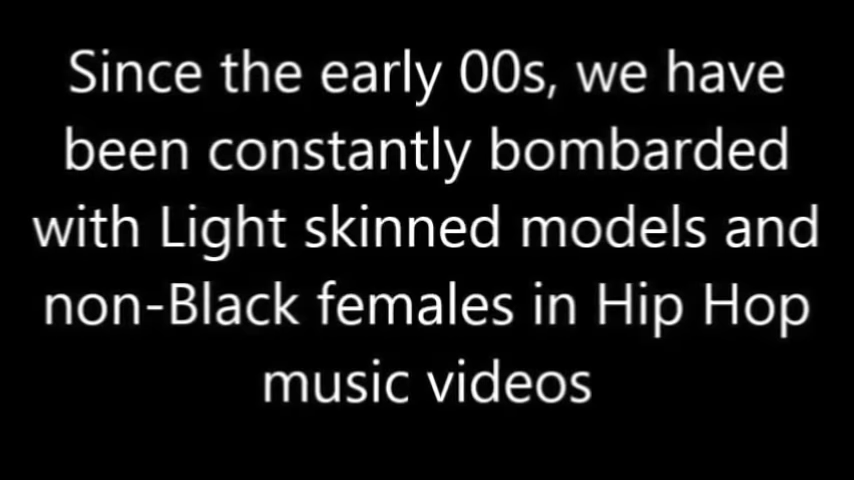 Since the early 00s, we have
been constantly bombarded
with Light skinned models and
non-Black females in Hip Hop
music videos